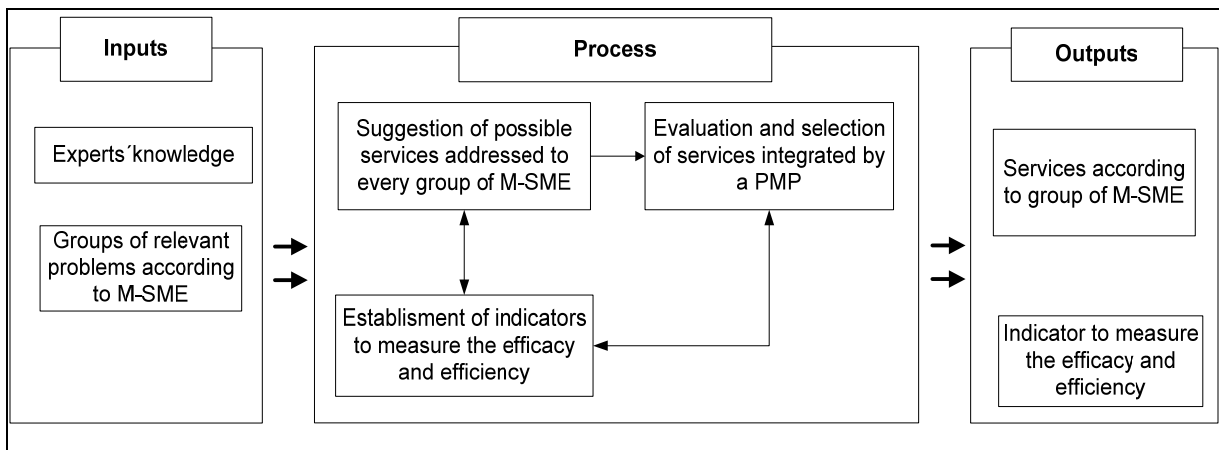 Inputs
Experts´knowledge
Groups of relevant
problems according
to M-SME
Process
Suggestion of possible
services addressed to
every group of M-SME
Evaluation and selection
of services integrated by
a PMP
Establisment of indicators
to measure the efficacy
and efficiency
Outputs
Services according
to group of M-SME
Indicator to measure
the efficacy and
efficiency